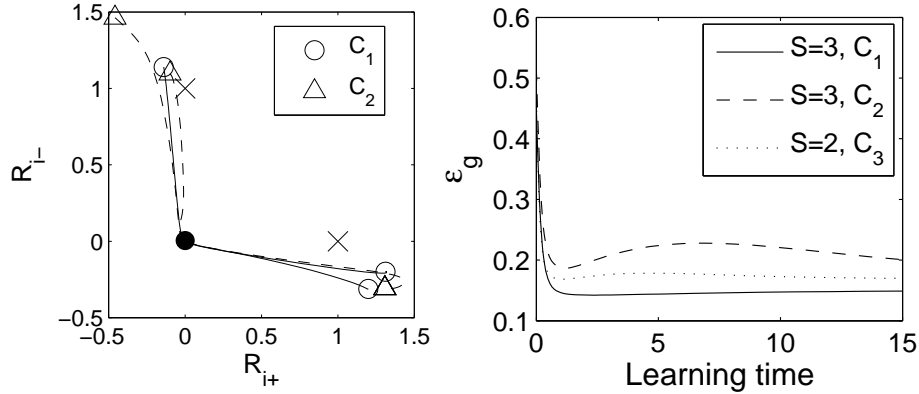 1.5
1
0.5
0
−0.5
−0.5
0
0.5
1
1.5
R_{i-}
R_{i+}
C_1
C_2
0.6
0.5
0.4
0.3
0.2
0.1
0
5
10
15
ε_g
Learning time
S=3, C_1
S=3, C_2
S=2, C_3